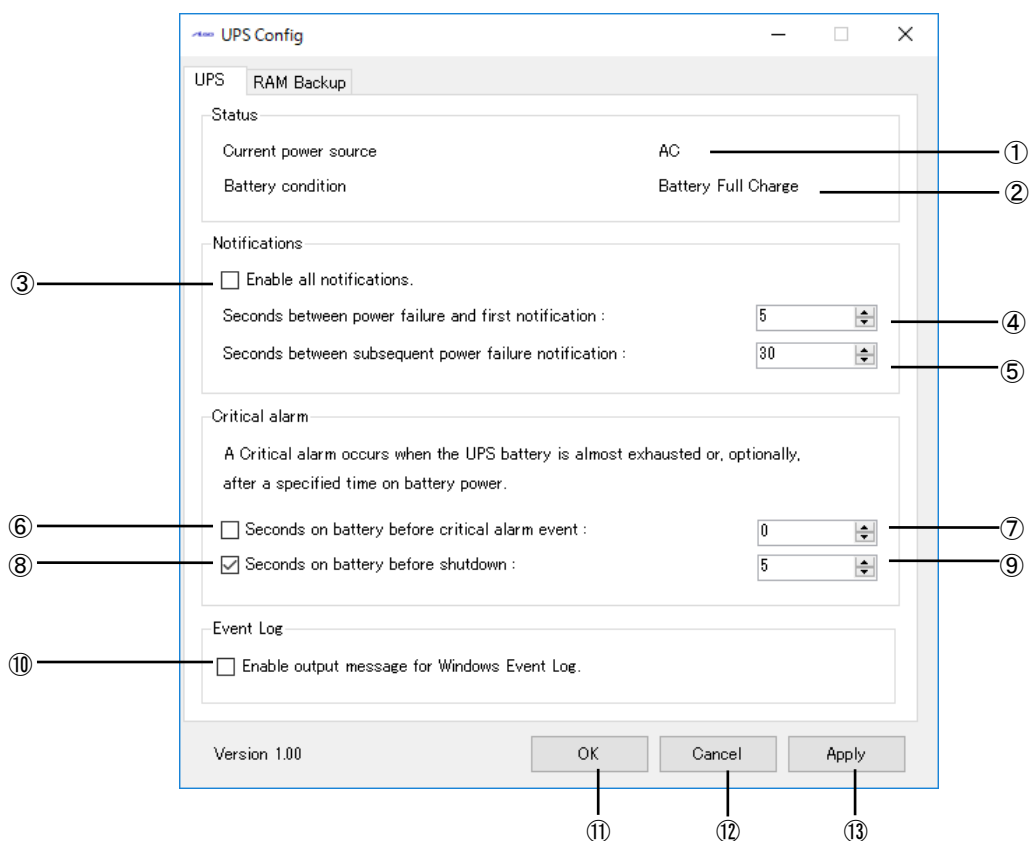 UPS Config
UPS RAM Backup
Status
Current power source AC ①
Battery condition Battery Full Charge ②
Notifications
③ Enable all notifications.
Seconds between power failure and first notification : 5 ④
Seconds between subsequent power failure notification : 30 ⑤
Critical alarm
A Critical alarm occurs when the UPS battery is almost exhausted or, optionally,
after a specified time on battery power.
⑥ Seconds on battery before critical alarm event : 0 ⑦
⑧ Seconds on battery before shutdown : 5 ⑨
Event Log
⑩ Enable output message for Windows Event Log.
Version 1.00 OK Cancel Apply
⑪ ⑫ ⑬